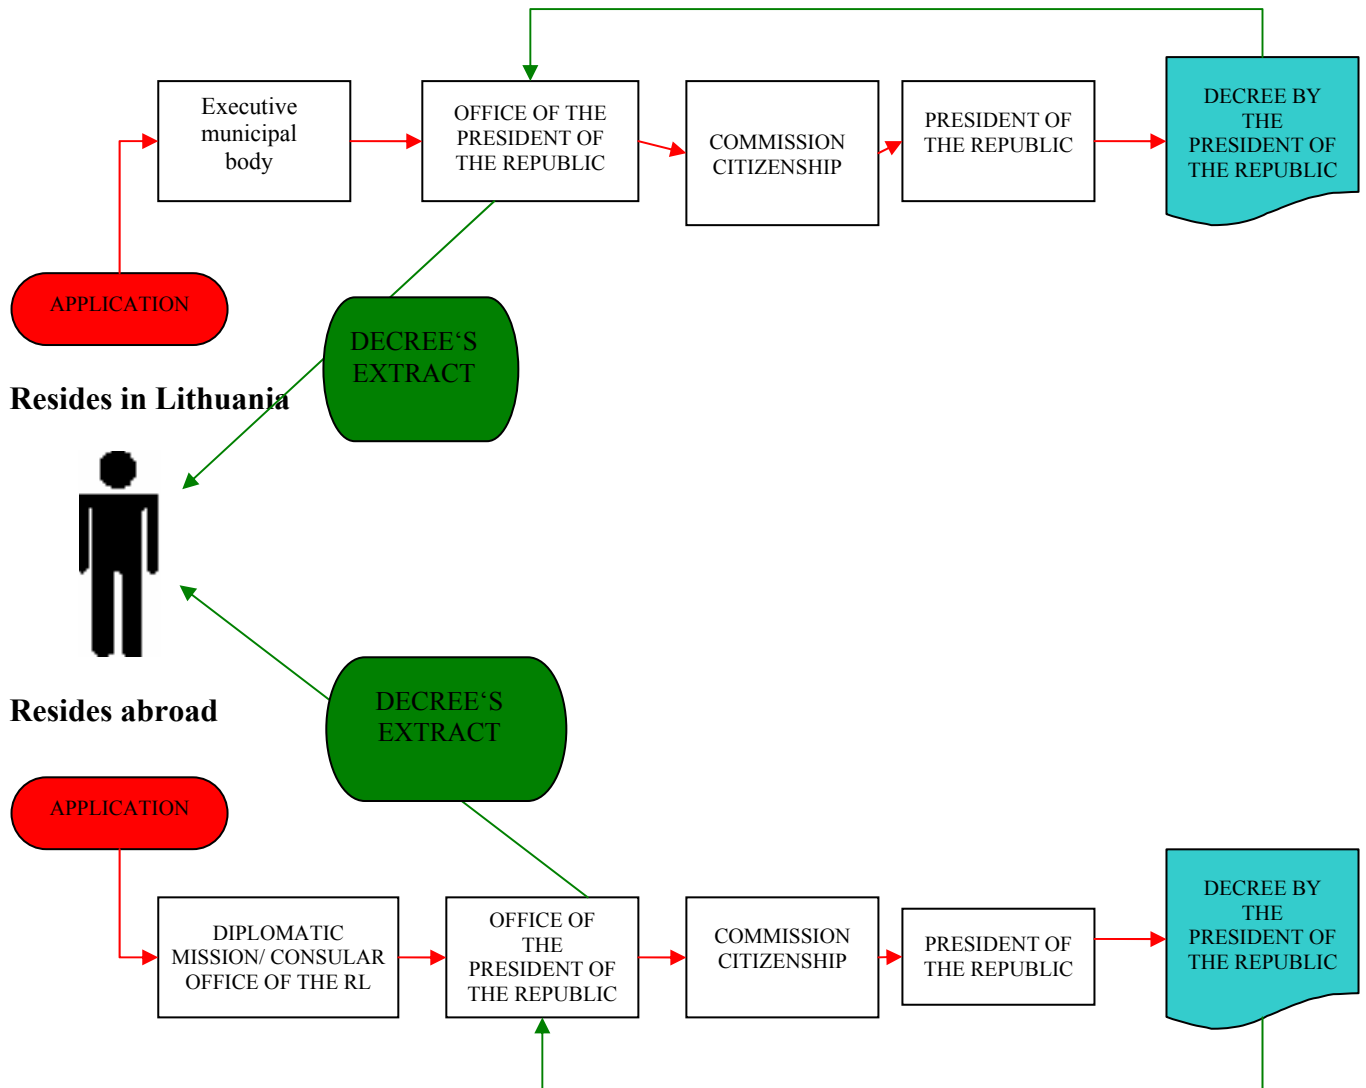 Executive
municipal
body
OFFICE OF THE
PRESIDENT OF
THE REPUBLIC
COMMISSION
CITIZENSHIP
PRESIDENT OF
THE REPUBLIC
DECREE BY
THE
PRESIDENT OF
THE REPUBLIC
APPLICATION
DECREE‘S
EXTRACT
Resides in Lithuania
Resides abroad
DECREE‘S
EXTRACT
APPLICATION
DIPLOMATIC
MISSION/ CONSULAR
OFFICE OF THE RL
OFFICE OF
THE
PRESIDENT OF
THE REPUBLIC
COMMISSION
CITIZENSHIP
PRESIDENT OF
THE REPUBLIC
DECREE BY
THE
PRESIDENT OF
THE REPUBLIC